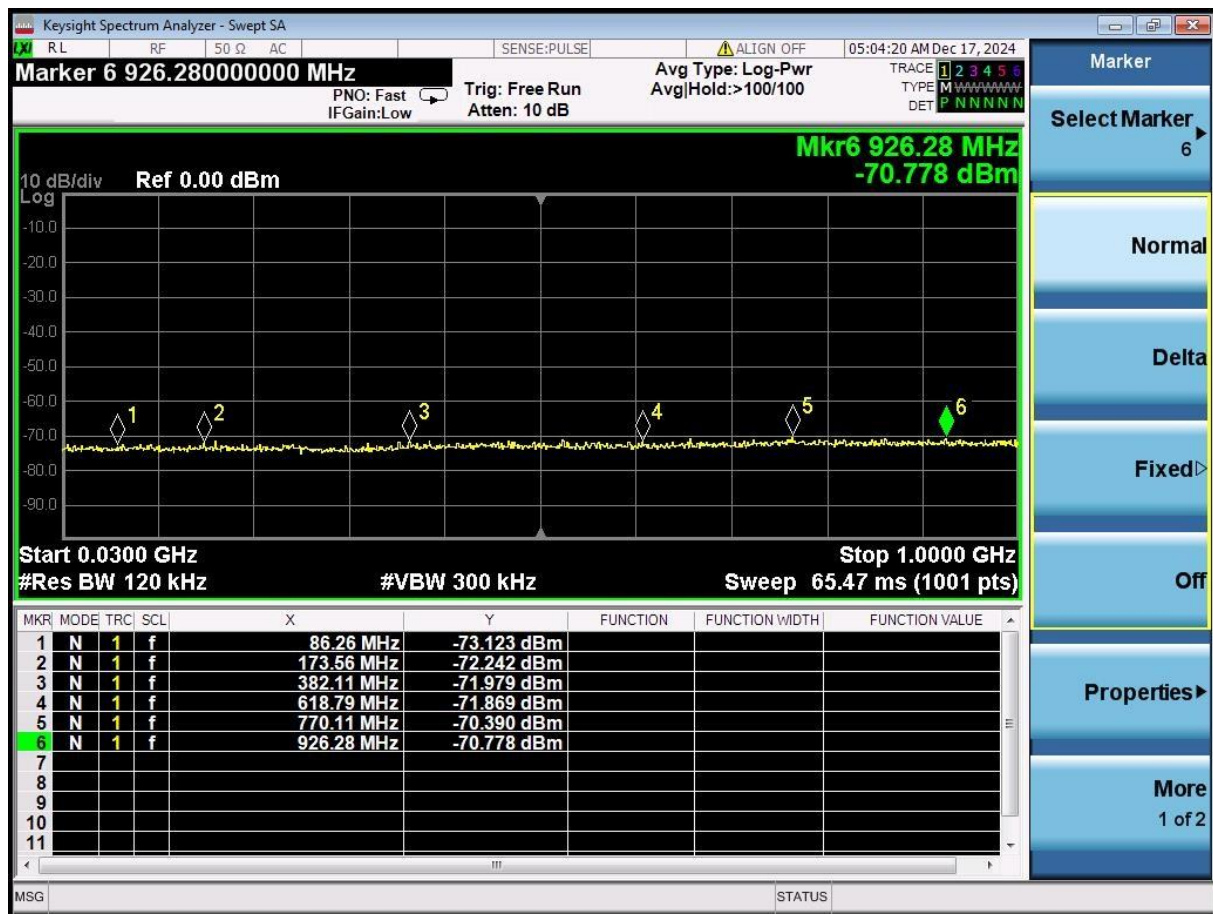 Keysight Spectrum Analyzer - Swept SA
LXI RL RF 50 Ω AC SENSE:PULSE ALIGN OFF 05:04:20 AM Dec 17, 2024
Marker 6 926.280000000 MHz
PNO: Fast
IFGain:Low
Trig: Free Run
Atten: 10 dB
Avg Type: Log-Pwr
Avg|Hold:>100/100
TRACE 1 2 3 4 5 6
TYPE M WWWWW
DET P N N N N N
Mkr6 926.28 MHz
-70.778 dBm
10 dB/div Ref 0.00 dBm
Log
-10.0
-20.0
-30.0
-40.0
-50.0
-60.0
-70.0
-80.0
-90.0
1 2 3 4 5 6
Start 0.0300 GHz Stop 1.0000 GHz
#Res BW 120 kHz #VBW 300 kHz Sweep 65.47 ms (1001 pts)
MKR MODE TRC SCL X Y FUNCTION FUNCTION WIDTH FUNCTION VALUE
1 N 1 f 86.26 MHz -73.123 dBm
2 N 1 f 173.56 MHz -72.242 dBm
3 N 1 f 382.11 MHz -71.979 dBm
4 N 1 f 618.79 MHz -71.869 dBm
5 N 1 f 770.11 MHz -70.390 dBm
6 N 1 f 926.28 MHz -70.778 dBm
7
8
9
10
11
MSG STATUS
Marker
Select Marker
6
Normal
Delta
Fixed
Off
Properties
More
1 of 2